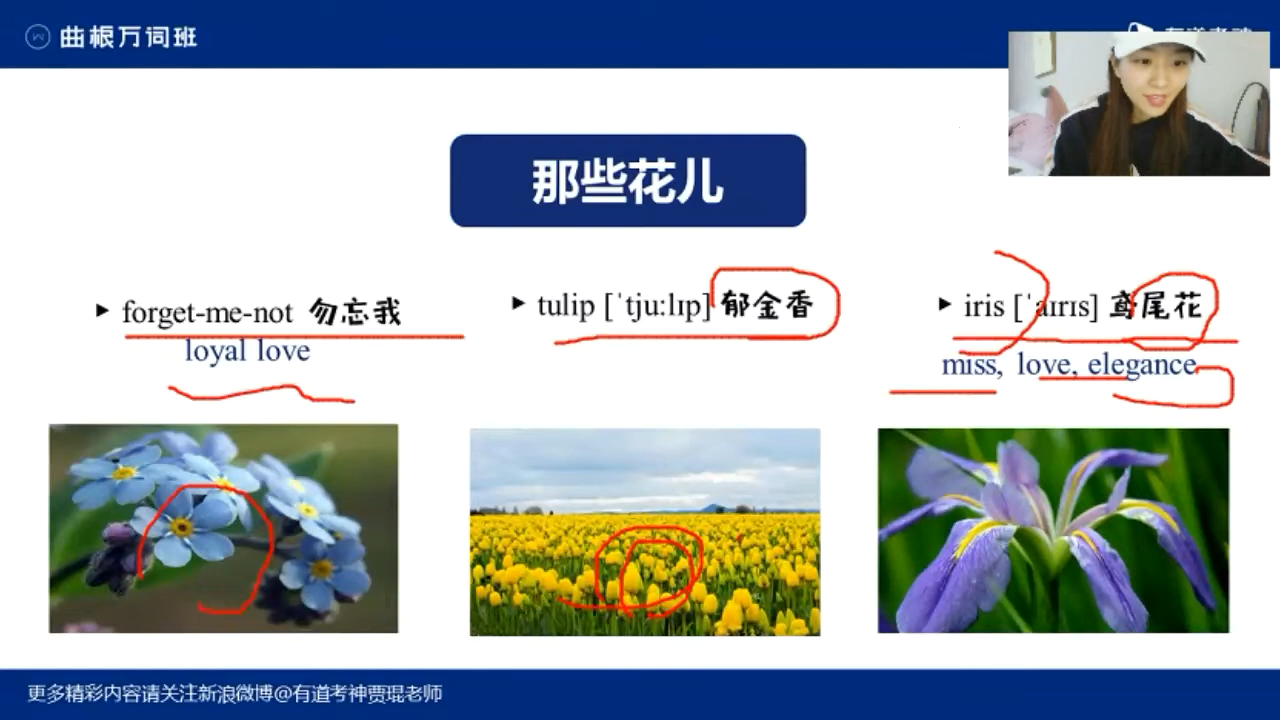 曲根万词班
那些花儿
forget-me-not 勿忘我
loyal love
tulip [ˈtju:lɪp] 郁金香
iris [ˈaɪrɪs] 鸢尾花
miss, love, elegance
更多精彩内容请关注新浪微博@有道考神贾琨老师